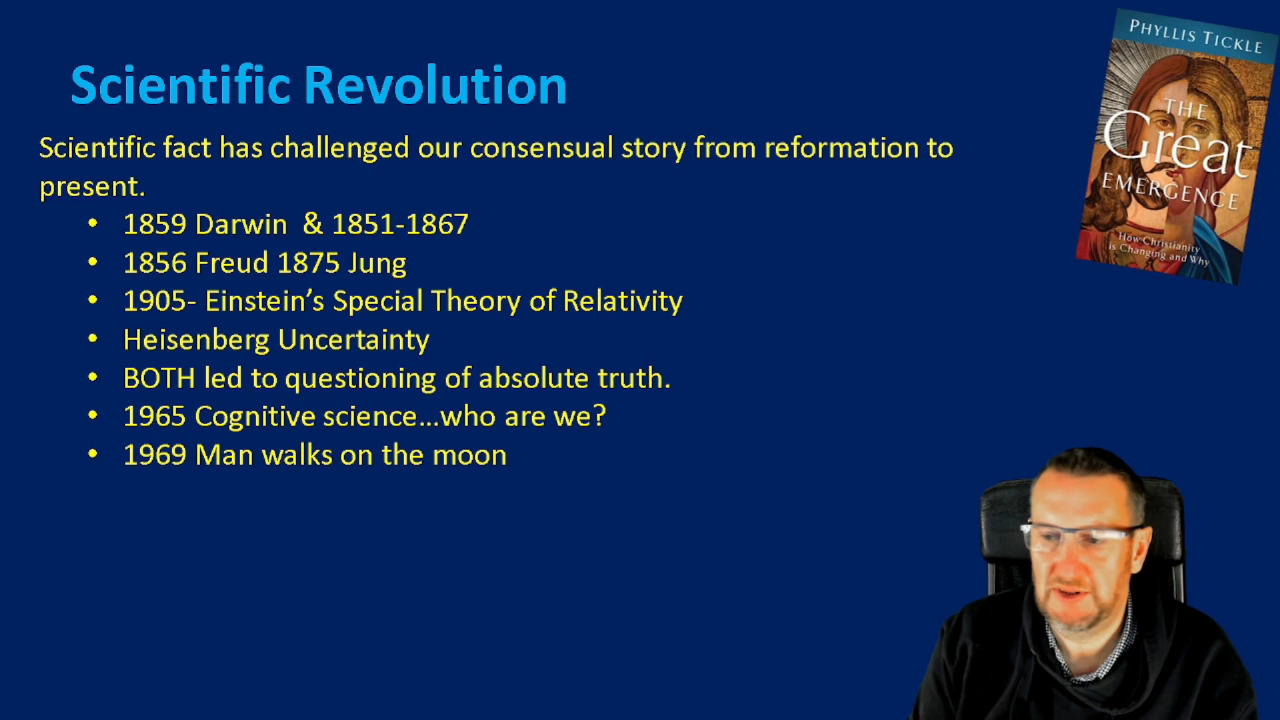 Scientific Revolution
Scientific fact has challenged our consensual story from reformation to
present.
• 1859 Darwin & 1851-1867
• 1856 Freud 1875 Jung
• 1905- Einstein's Special Theory of Relativity
• Heisenberg Uncertainty
• BOTH led to questioning of absolute truth.
• 1965 Cognitive science...who are we?
• 1969 Man walks on the moon
PHYLLIS TICKLE
THE
Great
EMERGENCE
How Christianity
is Changing and Why